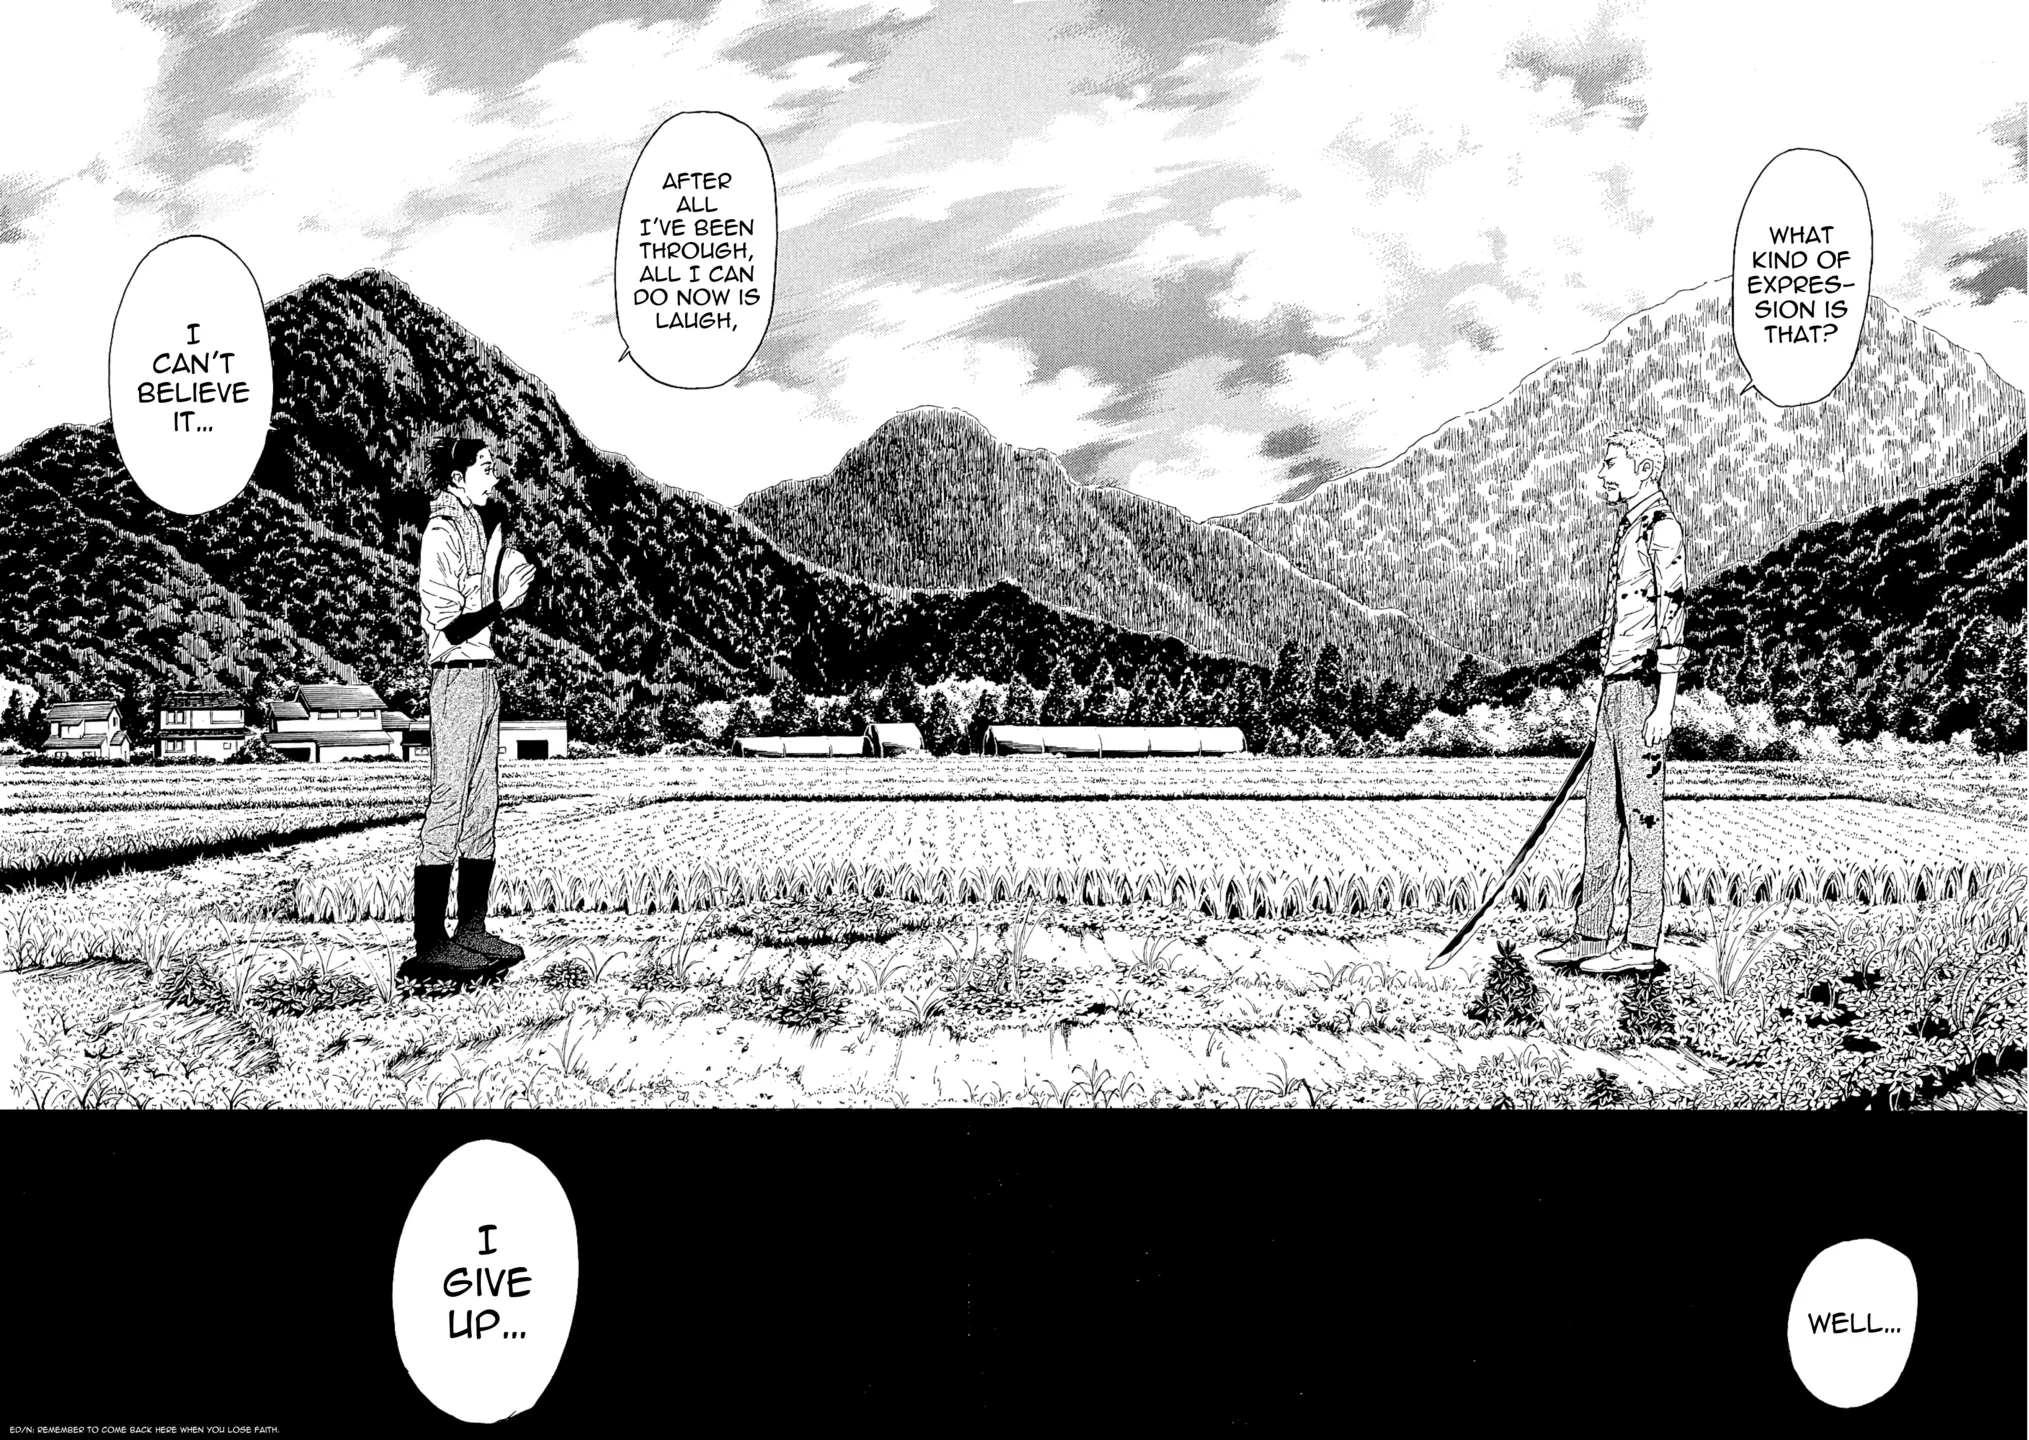 WHAT
KIND OF
EXPRES-
SION IS
THAT?
AFTER
ALL
I'VE BEEN
THROUGH,
ALL I CAN
DO NOW IS
LAUGH,
I
CAN'T
BELIEVE
IT...
WELL...
I
GIVE
UP...
ED/N: REMEMBER TO COME BACK HERE WHEN YOU LOSE FAITH.